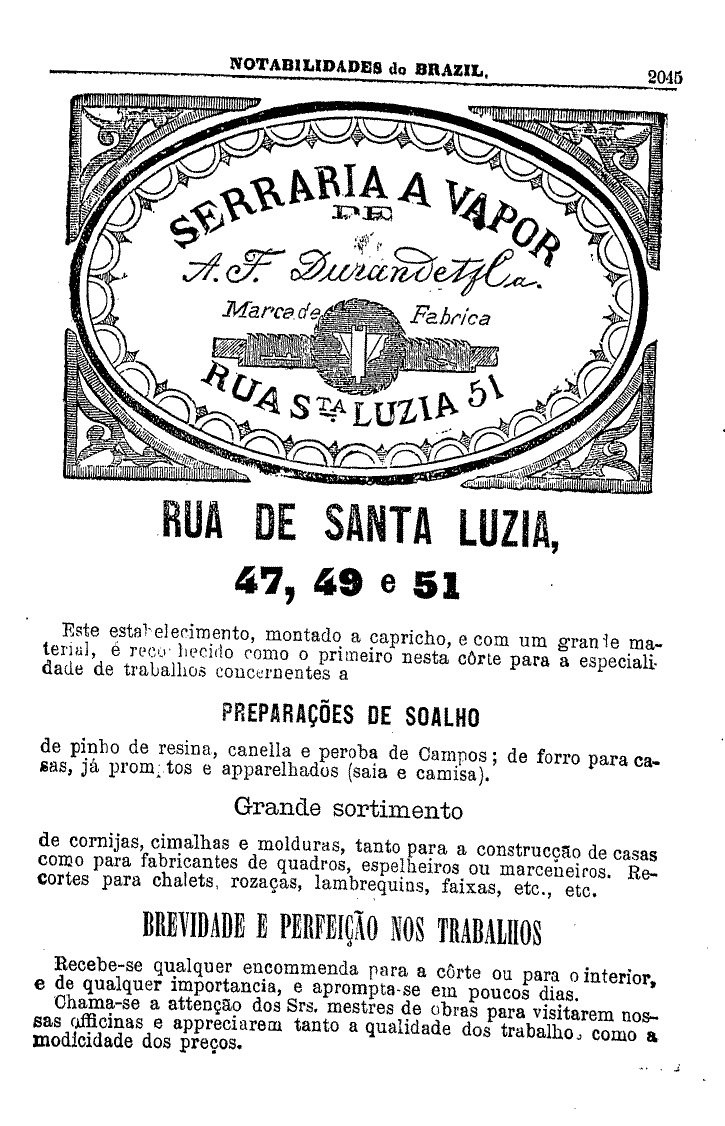 NOTABILIDADES do BRAZIL.
2045
SERRARIA A VAPOR
DE
A. F. Durandet & Ca.
Marca de Fabrica
RUA STA LUZIA 51
RUA DE SANTA LUZIA,
47, 49 e 51
Este estabelecimento, montado a capricho, e com um grande ma-
terial, é reconhecido como o primeiro nesta côrte para a especiali-
dade de trabalhos concernentes a
PREPARAÇÕES DE SOALHO
de pinho de resina, canella e peroba de Campos; de forro para ca-
sas, já promptos e apparelhados (saia e camisa).
Grande sortimento
de cornijas, cimalhas e molduras, tanto para a construcção de casas
como para fabricantes de quadros, espelheiros ou marceneiros. Re-
cortes para chalets, rozaças, lambrequins, faixas, etc., etc.
BREVIDADE E PERFEIÇÃO NOS TRABALHOS
Recebe-se qualquer encommenda para a côrte ou para o interior,
e de qualquer importancia, e aprompta-se em poucos dias.
Chama-se a attenção dos Srs. mestres de obras para visitarem nos-
sas officinas e appreciarem tanto a qualidade dos trabalhos como a
modicidade dos preços.